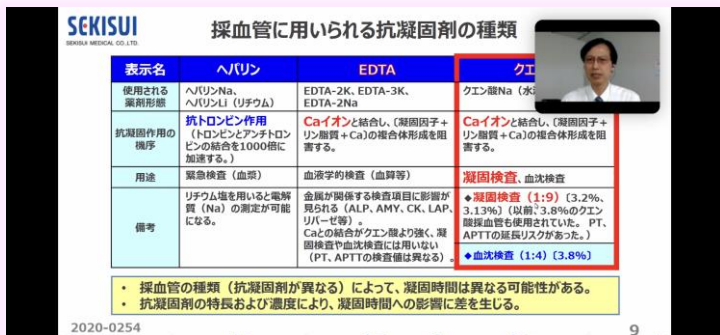 SEKISUI
SEKISUI MEDICAL CO.,LTD.
採血管に用いられる抗凝固剤の種類
表示名
ヘパリン
EDTA
クエ
使用される
薬剤形態
ヘパリンNa、
ヘパリンLi（リチウム）
EDTA-2K、EDTA-3K、
EDTA-2Na
クエン酸Na（水
抗凝固作用の
機序
抗トロンビン作用
（トロンビンとアンチトロン
ビンの結合を1000倍に
加速する。）
Caイオンと結合し、〔凝固因子＋
リン脂質＋Ca〕の複合体形成を阻
害する。
Caイオンと結合し、〔凝固因子＋
リン脂質＋Ca〕の複合体形成を阻
害する。
用途
緊急検査（血漿）
血液学的検査（血算等）
凝固検査、血沈検査
備考
リチウム塩を用いると電解
質（Na）の測定が可能
になる。
金属が関係する検査項目に影響が
見られる（ALP、AMY、CK、LAP、
リパーゼ等）。
Caとの結合がクエン酸より強く、凝
固検査や血沈検査には用いない
（PT、APTTの検査値は異なる）。
◆凝固検査（1:9）〔3.2%、
3.13%〕（以前、3.8%のクエン
酸採血管も使用されていた。 PT、
APTTの延長リスクがあった。）
◆血沈検査（1:4）〔3.8%〕
• 採血管の種類（抗凝固剤が異なる）によって、凝固時間は異なる可能性がある。
• 抗凝固剤の特長および濃度により、凝固時間への影響に差を生じる。
2020-0254
9